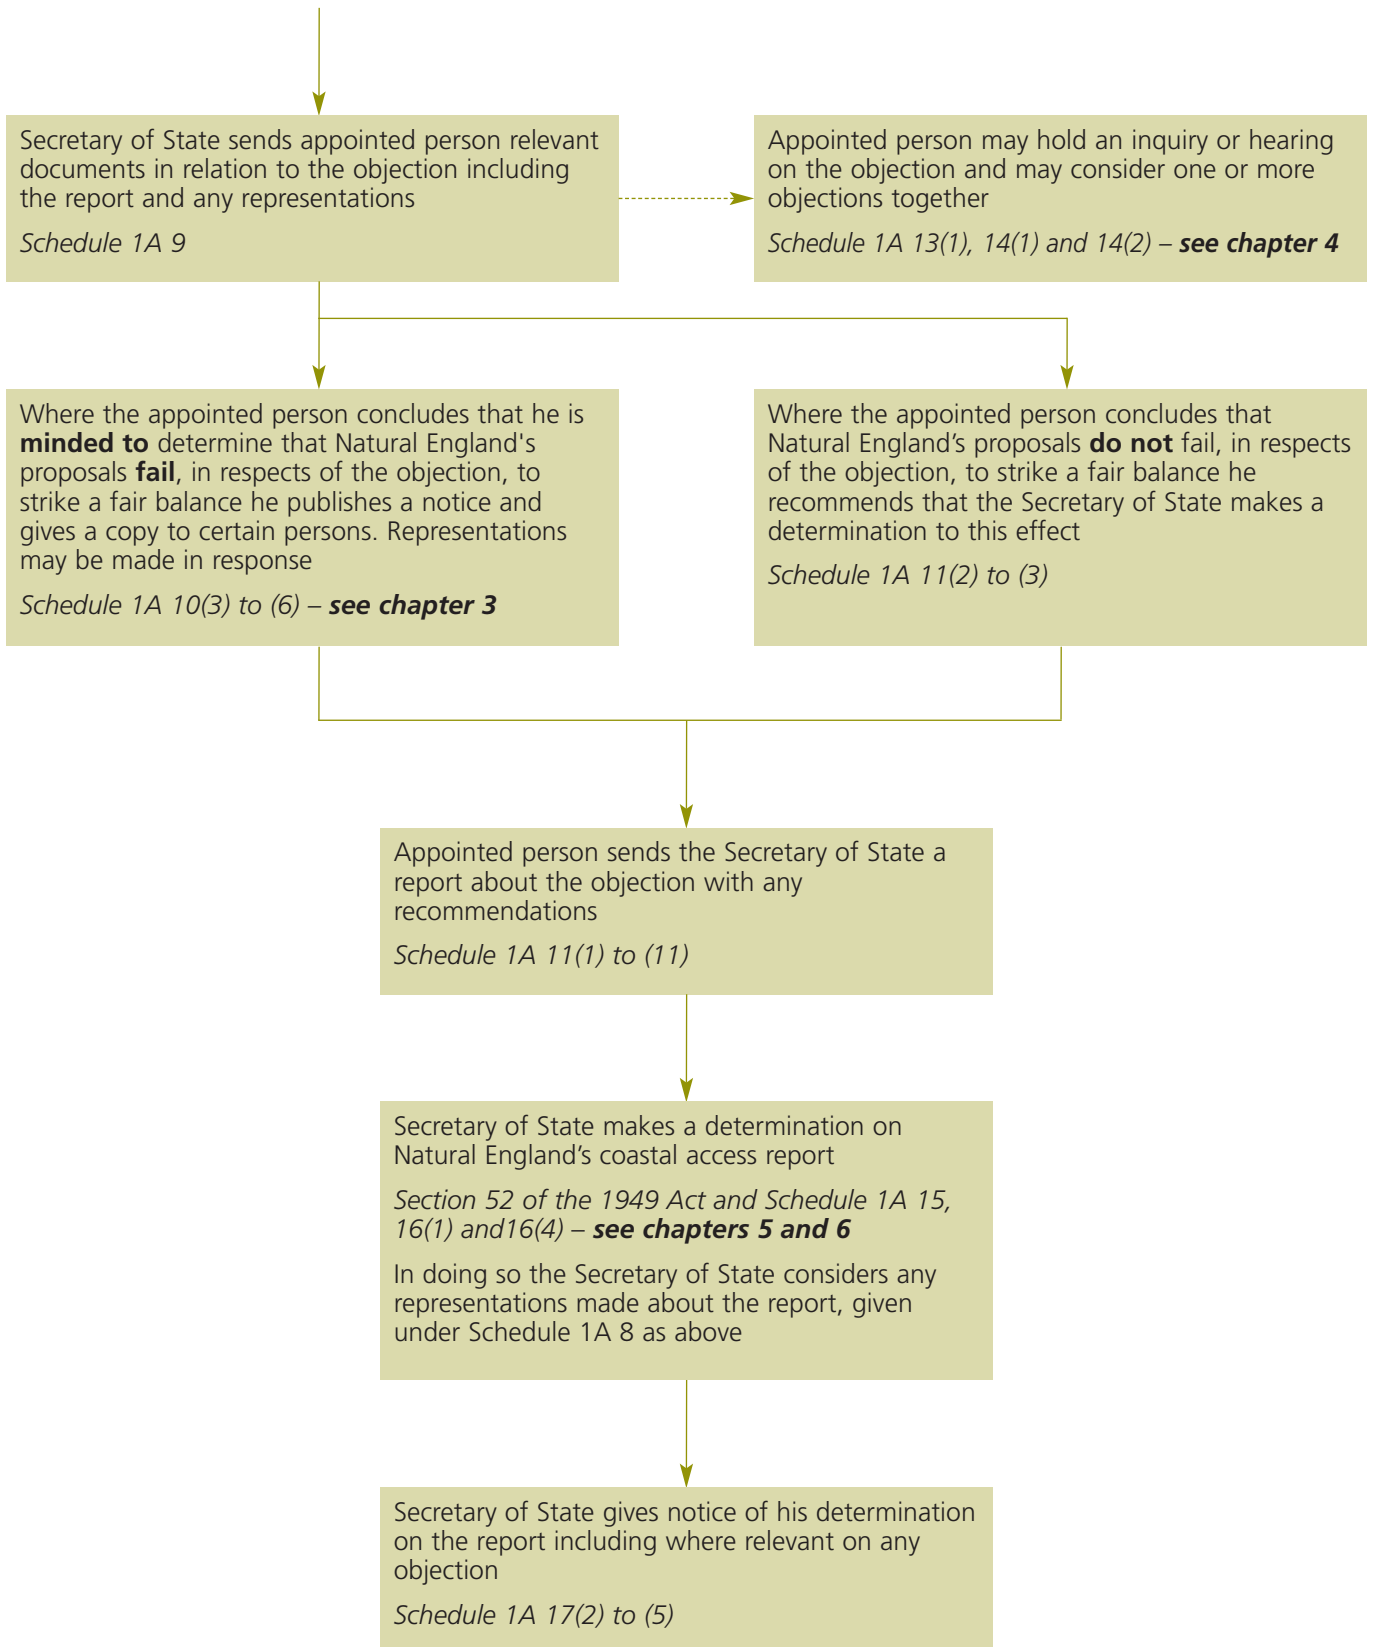 Secretary of State sends appointed person relevant
documents in relation to the objection including
the report and any representations
Schedule 1A 9
Appointed person may hold an inquiry or hearing
on the objection and may consider one or more
objections together
Schedule 1A 13(1), 14(1) and 14(2) – see chapter 4
Where the appointed person concludes that he is
minded to determine that Natural England's
proposals fail, in respects of the objection, to
strike a fair balance he publishes a notice and
gives a copy to certain persons. Representations
may be made in response
Schedule 1A 10(3) to (6) – see chapter 3
Where the appointed person concludes that
Natural England’s proposals do not fail, in respects
of the objection, to strike a fair balance he
recommends that the Secretary of State makes a
determination to this effect
Schedule 1A 11(2) to (3)
Appointed person sends the Secretary of State a
report about the objection with any
recommendations
Schedule 1A 11(1) to (11)
Secretary of State makes a determination on
Natural England’s coastal access report
Section 52 of the 1949 Act and Schedule 1A 15,
16(1) and16(4) – see chapters 5 and 6
In doing so the Secretary of State considers any
representations made about the report, given
under Schedule 1A 8 as above
Secretary of State gives notice of his determination
on the report including where relevant on any
objection
Schedule 1A 17(2) to (5)